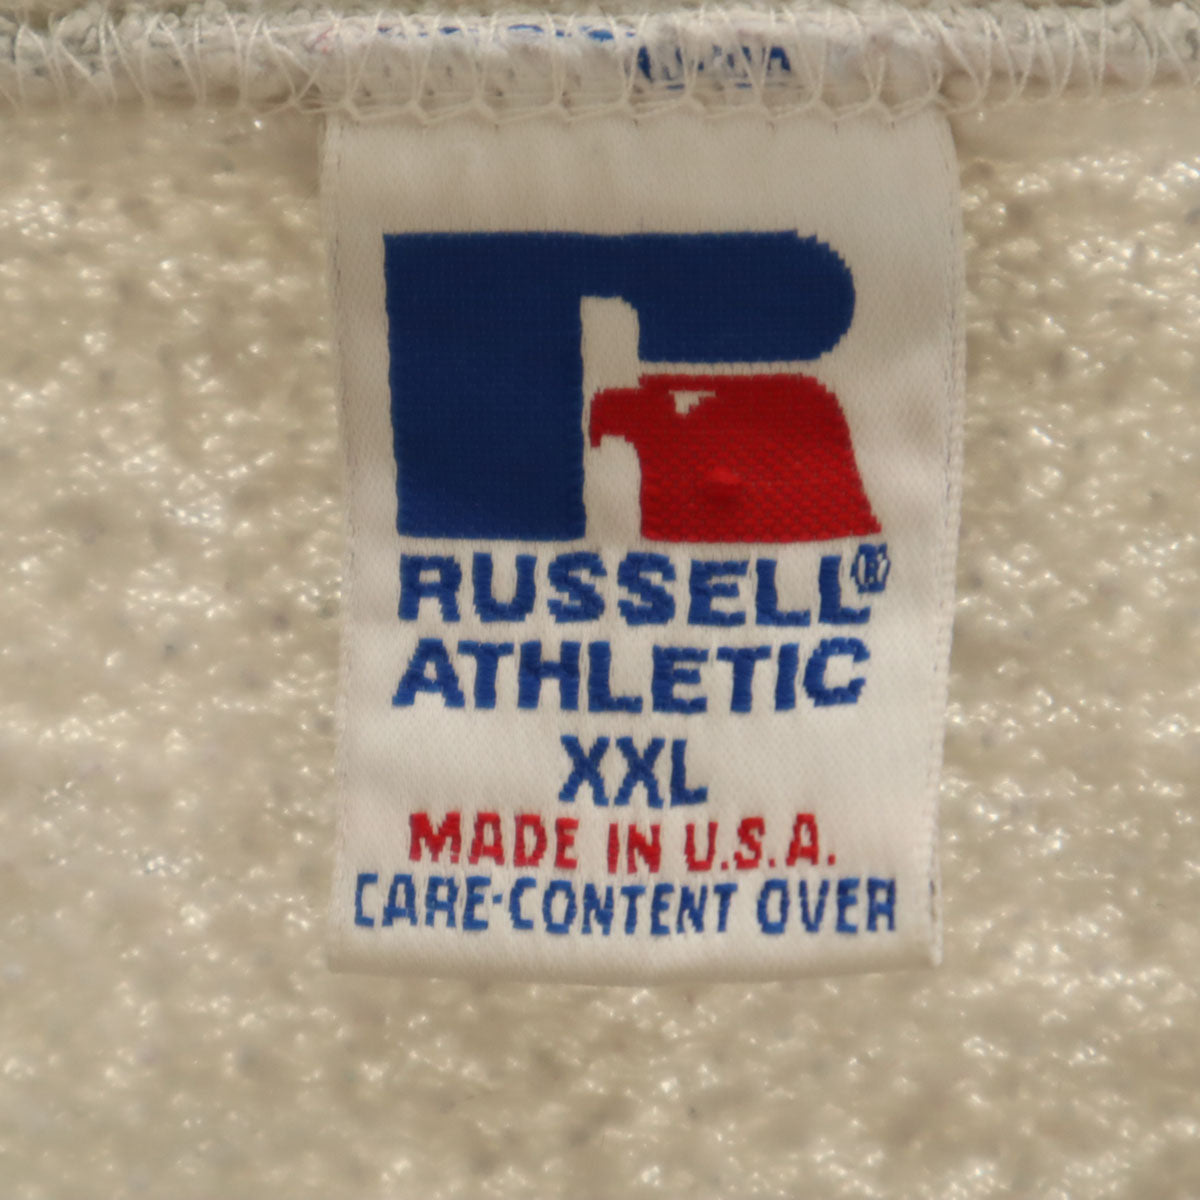 RUSSELL®
ATHLETIC
XXL
MADE IN U.S.A.
CARE-CONTENT OVER